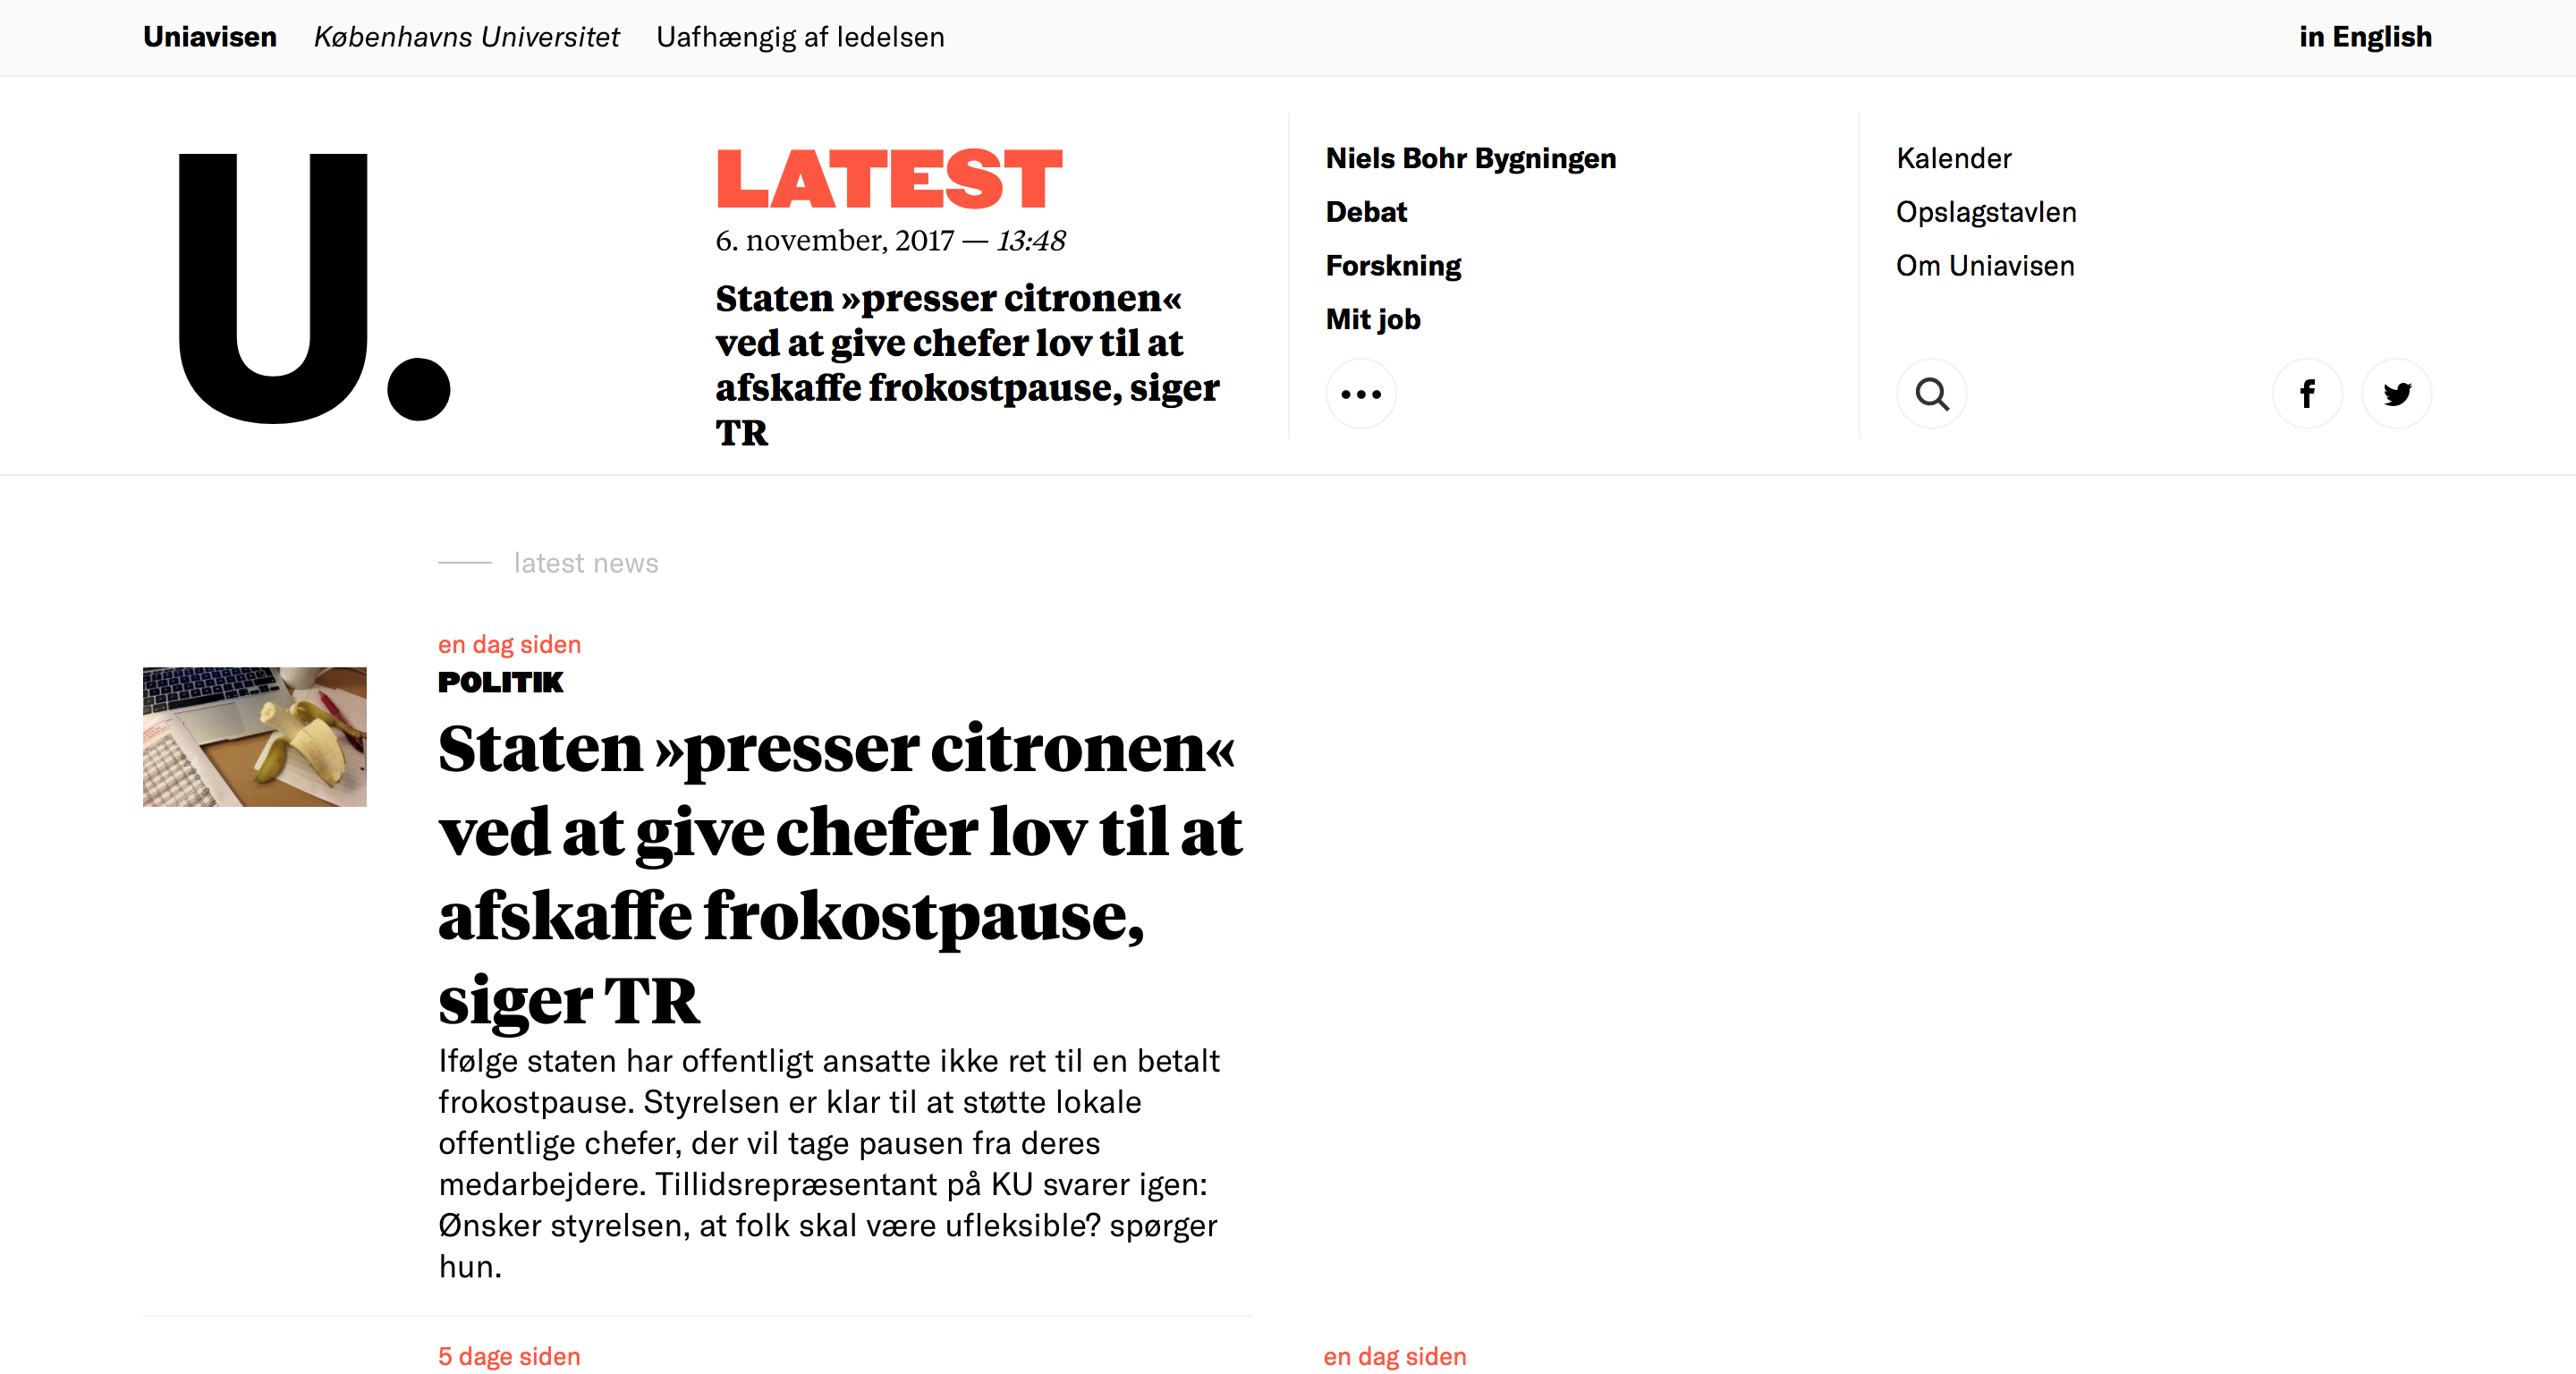 Uniavisen Københavns Universitet Uafhængig af ledelsen
in English
U.
LATEST
6. november, 2017 — 13:48
Staten »presser citronen«
ved at give chefer lov til at
afskaffe frokostpause, siger
TR
Niels Bohr Bygningen
Debat
Forskning
Mit job
Kalender
Opslagstavlen
Om Uniavisen
latest news
en dag siden
POLITIK
Staten »presser citronen«
ved at give chefer lov til at
afskaffe frokostpause,
siger TR
Ifølge staten har offentligt ansatte ikke ret til en betalt
frokostpause. Styrelsen er klar til at støtte lokale
offentlige chefer, der vil tage pausen fra deres
medarbejdere. Tillidsrepræsentant på KU svarer igen:
Ønsker styrelsen, at folk skal være ufleksible? spørger
hun.
5 dage siden
en dag siden